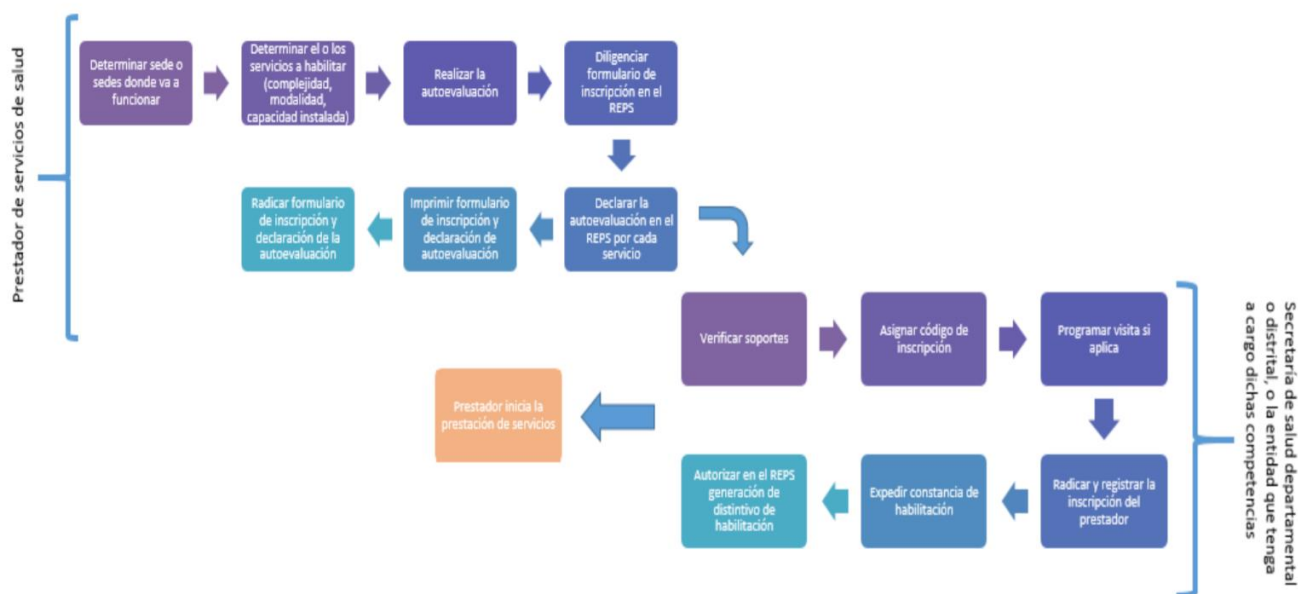 Prestador de servicios de salud
Determinar sede o
sedes donde va a
funcionar
Determinar el o los
servicios a habilitar
(complejidad,
modalidad,
capacidad instalada)
Realizar la
autoevaluación
Diligenciar
formulario de
inscripción en el
REPS
Declarar la
autoevaluación en el
REPS por cada
servicio
Imprimir formulario
de inscripción y
declaración de
autoevaluación
Radicar formulario
de inscripción y
declaración de la
autoevaluación
Secretaría de salud departamental
o distrital, o la entidad que tenga
a cargo dichas competencias
Verificar soportes
Asignar código de
inscripción
Programar visita si
aplica
Radicar y registrar la
inscripción del
prestador
Expedir constancia de
habilitación
Autorizar en el REPS
generación de
distintivo de
habilitación
Prestador inicia la
prestación de servicios